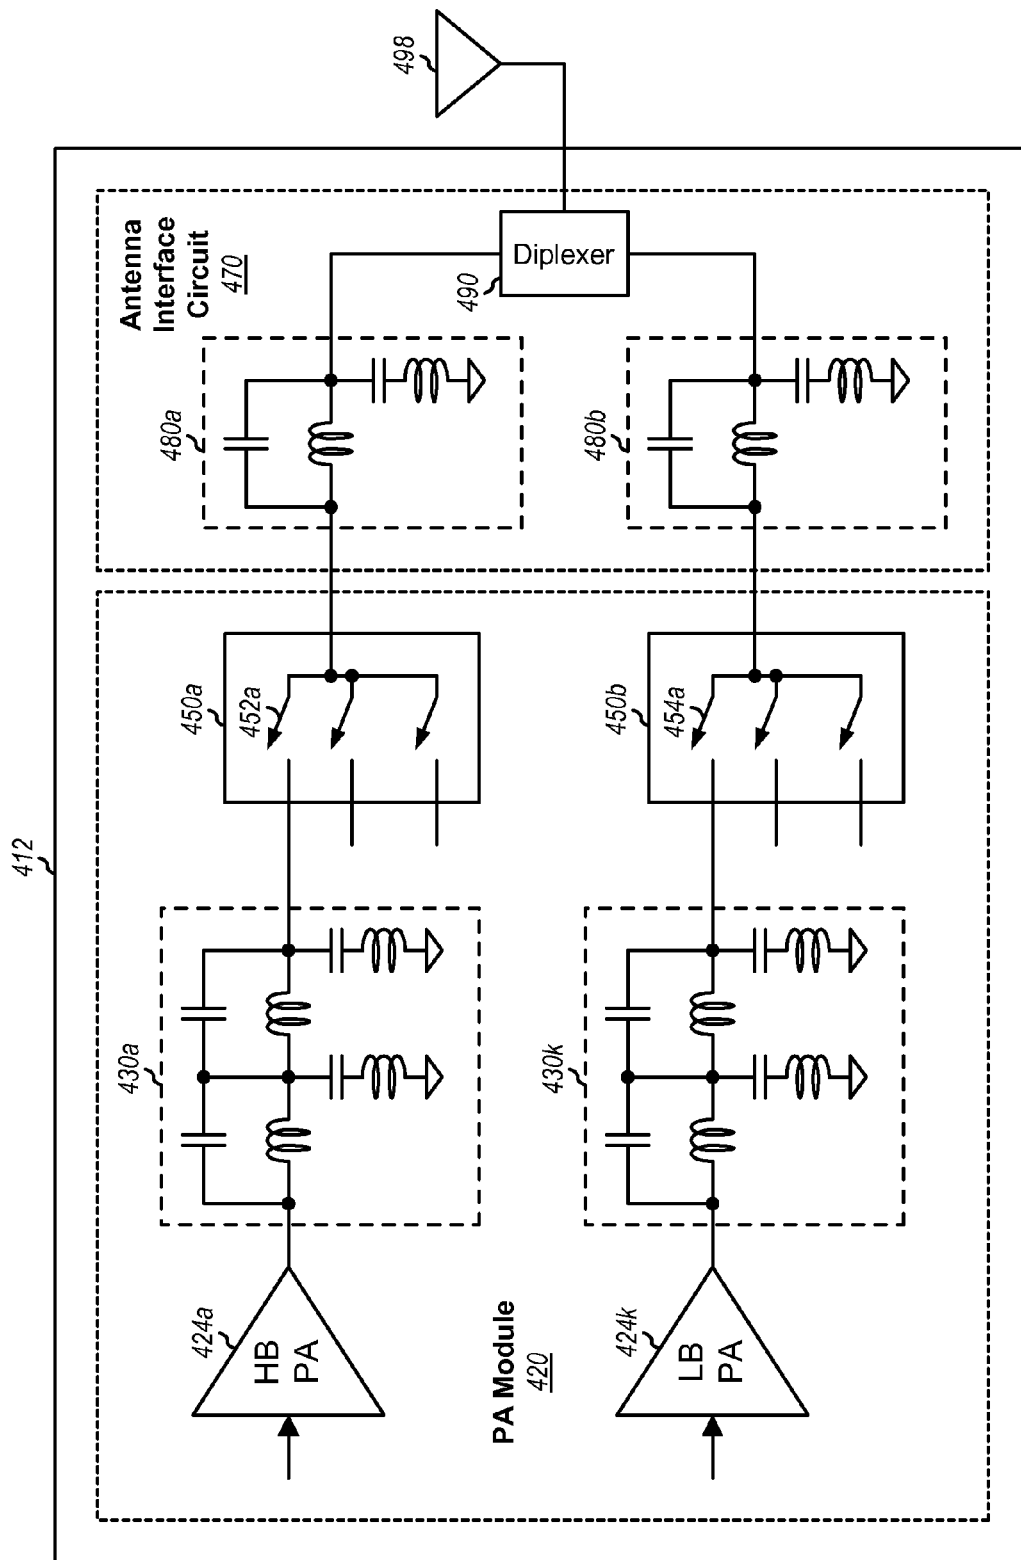 412
498
Antenna
Interface
Circuit
470
Diplexer
490
480a
480b
450a
452a
450b
454a
430a
430k
424a
HB
PA
424k
LB
PA
PA Module
420